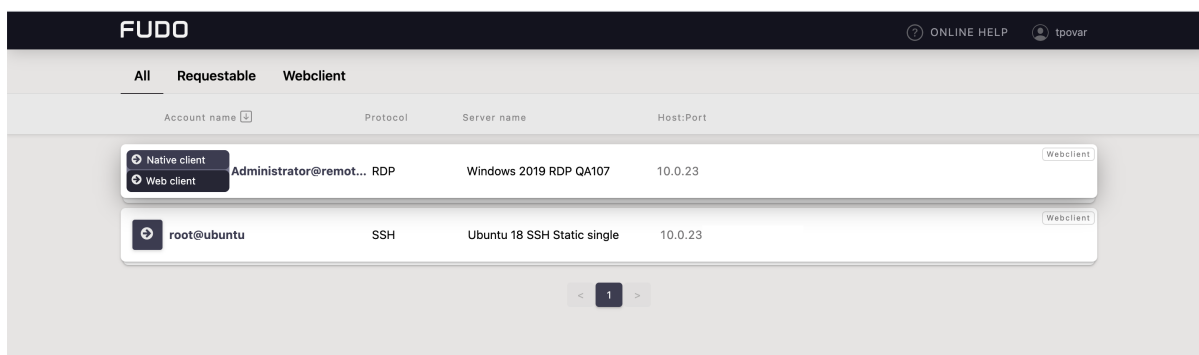 FUDO
ONLINE HELP tpovar
All Requestable Webclient
Account name Protocol Server name Host:Port
Native client
Web client
Administrator@remot... RDP Windows 2019 RDP QA107 10.0.23
Webclient
root@ubuntu SSH Ubuntu 18 SSH Static single 10.0.23
Webclient
< 1 >